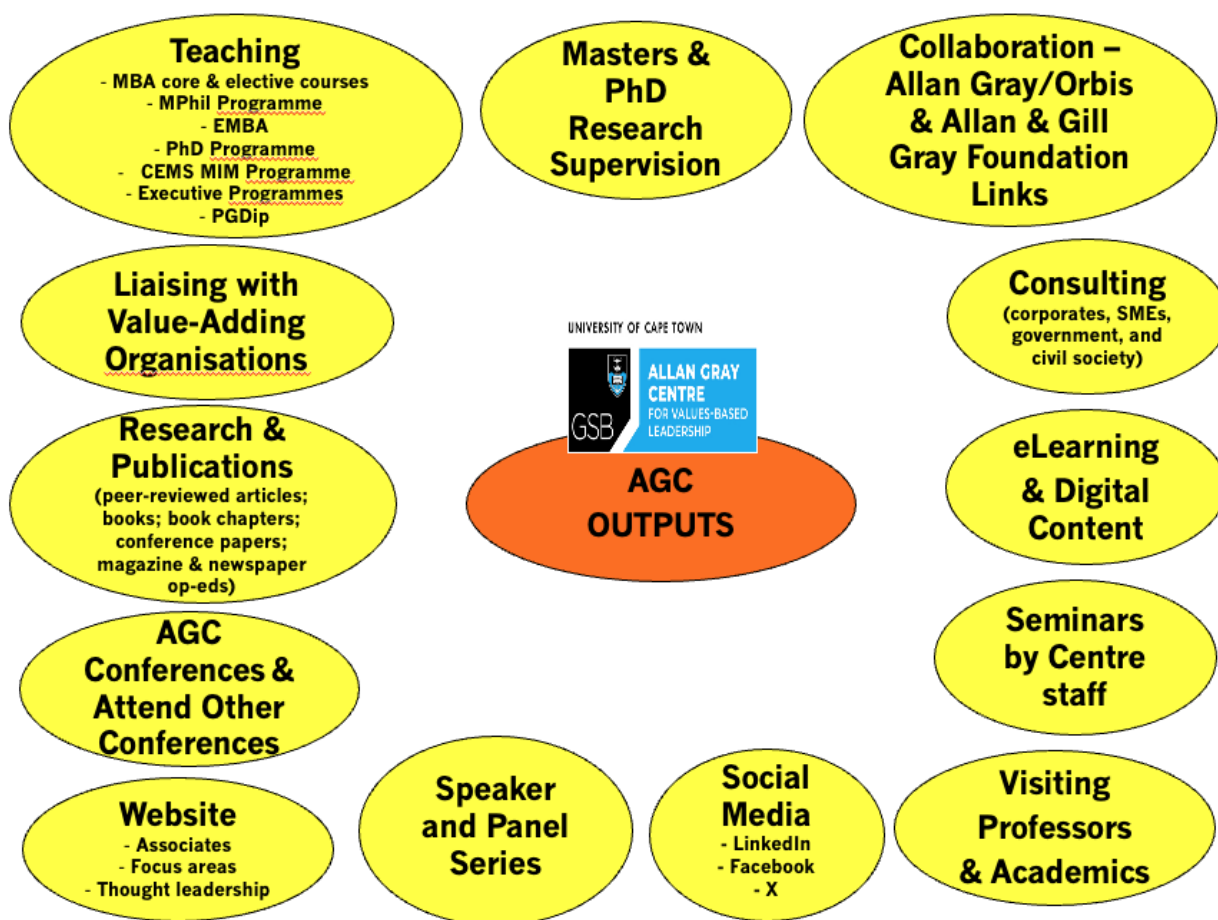 Teaching
- MBA core & elective courses
- MPhil Programme
- EMBA
- PhD Programme
- CEMS MIM Programme
- Executive Programmes
- PGDip
Masters &
PhD
Research
Supervision
Collaboration –
Allan Gray/Orbis
& Allan & Gill
Gray Foundation
Links
Liaising with
Value-Adding
Organisations
Consulting
(corporates, SMEs,
government, and
civil society)
UNIVERSITY OF CAPE TOWN
GSB
ALLAN GRAY
CENTRE
FOR VALUES-BASED
LEADERSHIP
AGC
OUTPUTS
Research &
Publications
(peer-reviewed articles;
books; book chapters;
conference papers;
magazine & newspaper
op-eds)
eLearning
& Digital
Content
AGC
Conferences &
Attend Other
Conferences
Seminars
by Centre
staff
Website
- Associates
- Focus areas
- Thought leadership
Speaker
and Panel
Series
Social
Media
- LinkedIn
- Facebook
- X
Visiting
Professors
& Academics